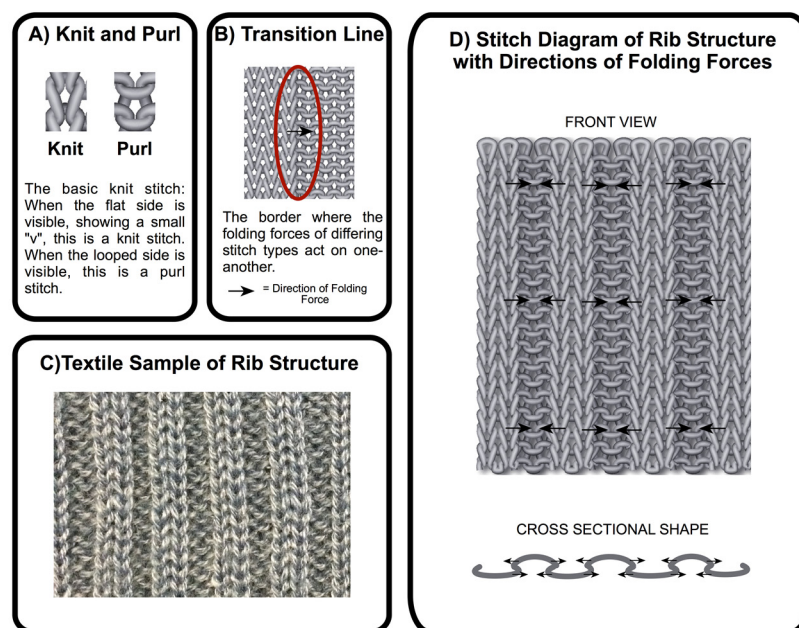 A) Knit and Purl
Knit Purl
The basic knit stitch:
When the flat side is
visible, showing a small
"v", this is a knit stitch.
When the looped side is
visible, this is a purl
stitch.
B) Transition Line
The border where the
folding forces of differing
stitch types act on one-
another.
= Direction of Folding
Force
C)Textile Sample of Rib Structure
D) Stitch Diagram of Rib Structure
with Directions of Folding Forces
FRONT VIEW
CROSS SECTIONAL SHAPE